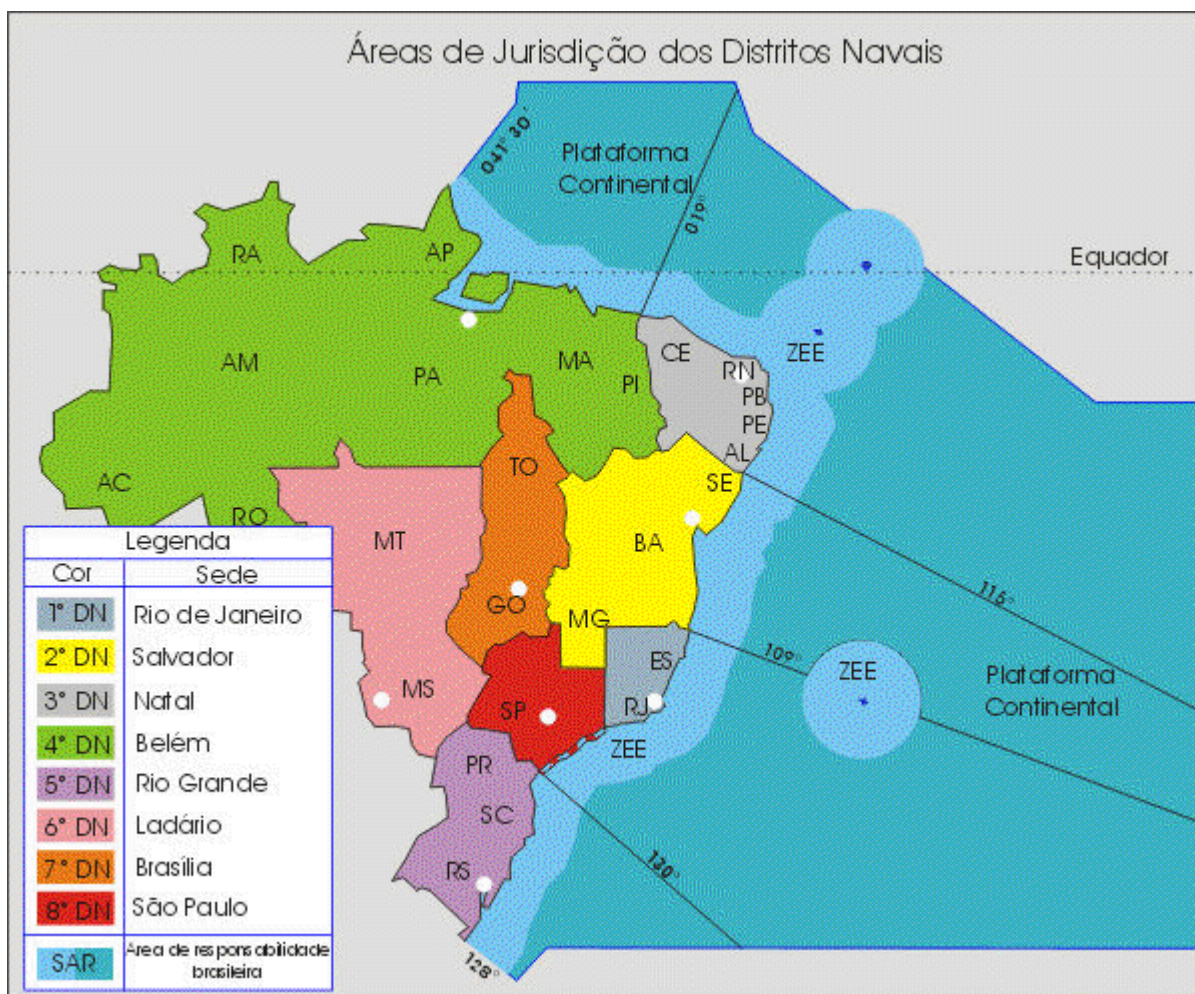 Áreas de Jurisdição dos Distritos Navais
041° 30'
Plataforma
Continental
019°
Equador
RA
AP
AM
PA
MA
PI
CE
RN
PB
PE
AL
ZEE
AC
RO
TO
SE
MT
BA
GO
MG
115°
109°
ES
RJ
ZEE
Plataforma
Continental
MS
SP
ZEE
PR
SC
RS
130°
128°
Legenda
Cor Sede
1° DN Rio de Janeiro
2° DN Salvador
3° DN Natal
4° DN Belém
5° DN Rio Grande
6° DN Ladário
7° DN Brasília
8° DN São Paulo
SAR Área de responsabilidade
brasileira